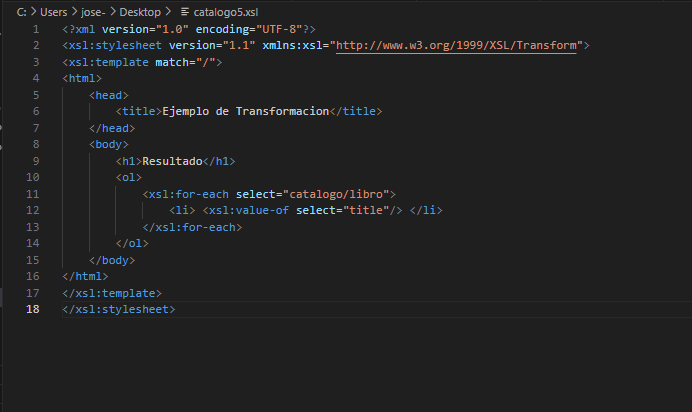 C: > Users > jose- > Desktop > catalogo5.xsl
1 <?xml version="1.0" encoding="UTF-8"?>
2 <xsl:stylesheet version="1.1" xmlns:xsl="http://www.w3.org/1999/XSL/Transform">
3 <xsl:template match="/">
4 <html>
5     <head>
6         <title>Ejemplo de Transformacion</title>
7     </head>
8     <body>
9         <h1>Resultado</h1>
10         <ol>
11             <xsl:for-each select="catalogo/libro">
12                 <li> <xsl:value-of select="title"/> </li>
13             </xsl:for-each>
14         </ol>
15     </body>
16 </html>
17 </xsl:template>
18 </xsl:stylesheet>